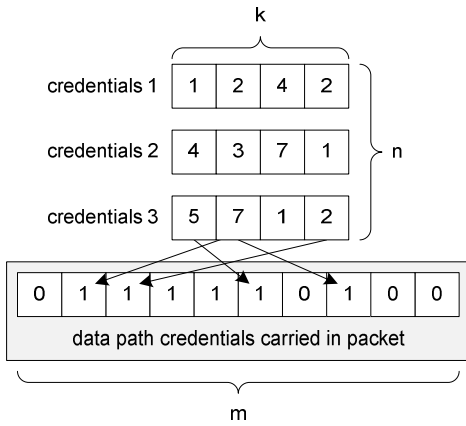 k
credentials 1 1 2 4 2
credentials 2 4 3 7 1
n
credentials 3 5 7 1 2
0 1 1 1 1 1 0 1 0 0
data path credentials carried in packet
m